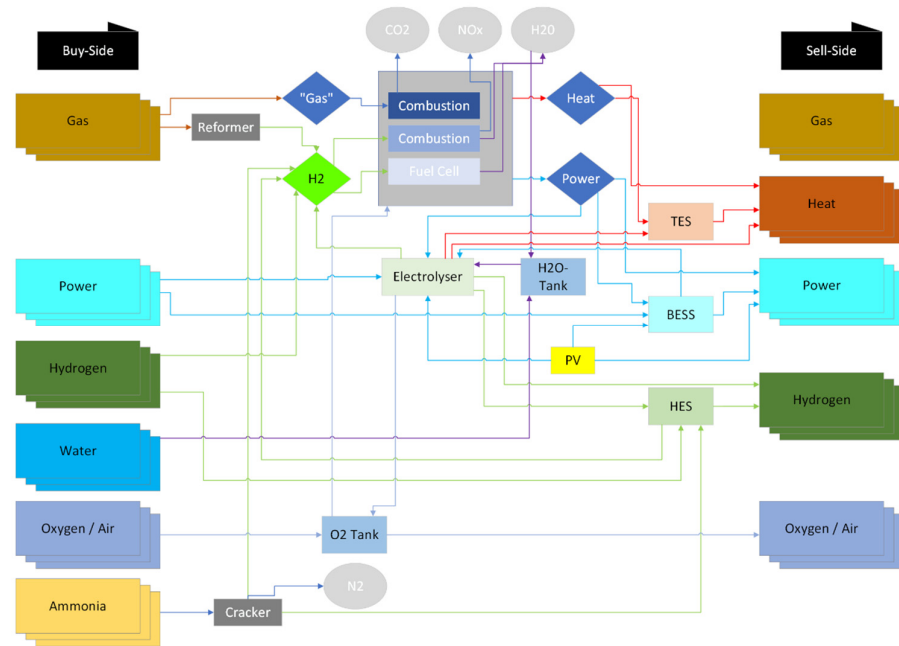 CO2
NOx
H20
Buy-Side
Sell-Side
Gas
"Gas"
Combustion
Heat
Gas
Reformer
Combustion
H2
Fuel Cell
Power
Heat
TES
Power
Electrolyser
H2O-
Tank
Power
BESS
PV
Hydrogen
HES
Hydrogen
Water
Oxygen / Air
O2 Tank
Oxygen / Air
N2
Ammonia
Cracker